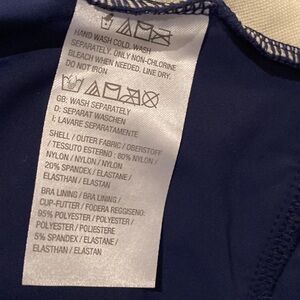 HAND WASH COLD. WASH
SEPARATELY. ONLY NON-CHLORINE
BLEACH WHEN NEEDED. LINE DRY.
DO NOT IRON.
GB: WASH SEPARATELY
D: SEPARAT WASCHEN
I: LAVARE SEPARATAMENTE
SHELL / OUTER FABRIC / OBERSTOFF
/ TESSUTO ESTERNO : 80% NYLON /
NYLON / NYLON / NYLON
20% SPANDEX / ELASTANE /
ELASTHAN / ELASTAN
BRA LINING / BRA LINING /
CUP-FUTTER / FODERA REGGISENO:
95% POLYESTER / POLYESTER /
POLYESTER / POLIESTERE
5% SPANDEX / ELASTANE /
ELASTHAN / ELASTAN